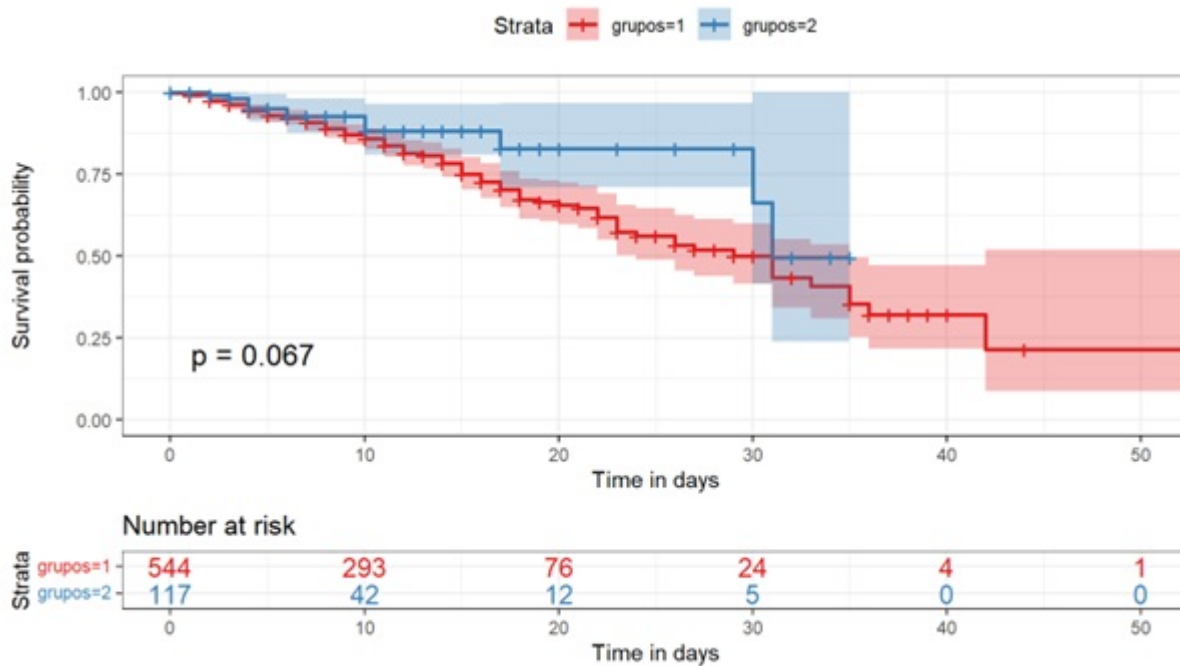 Strata grupos=1 grupos=2
1.00
0.75
0.50
0.25
0.00
Survival probability
p = 0.067
0 10 20 30 40 50
Time in days
Number at risk
Strata
grupos=1 544 293 76 24 4 1
grupos=2 117 42 12 5 0 0
0 10 20 30 40 50
Time in days